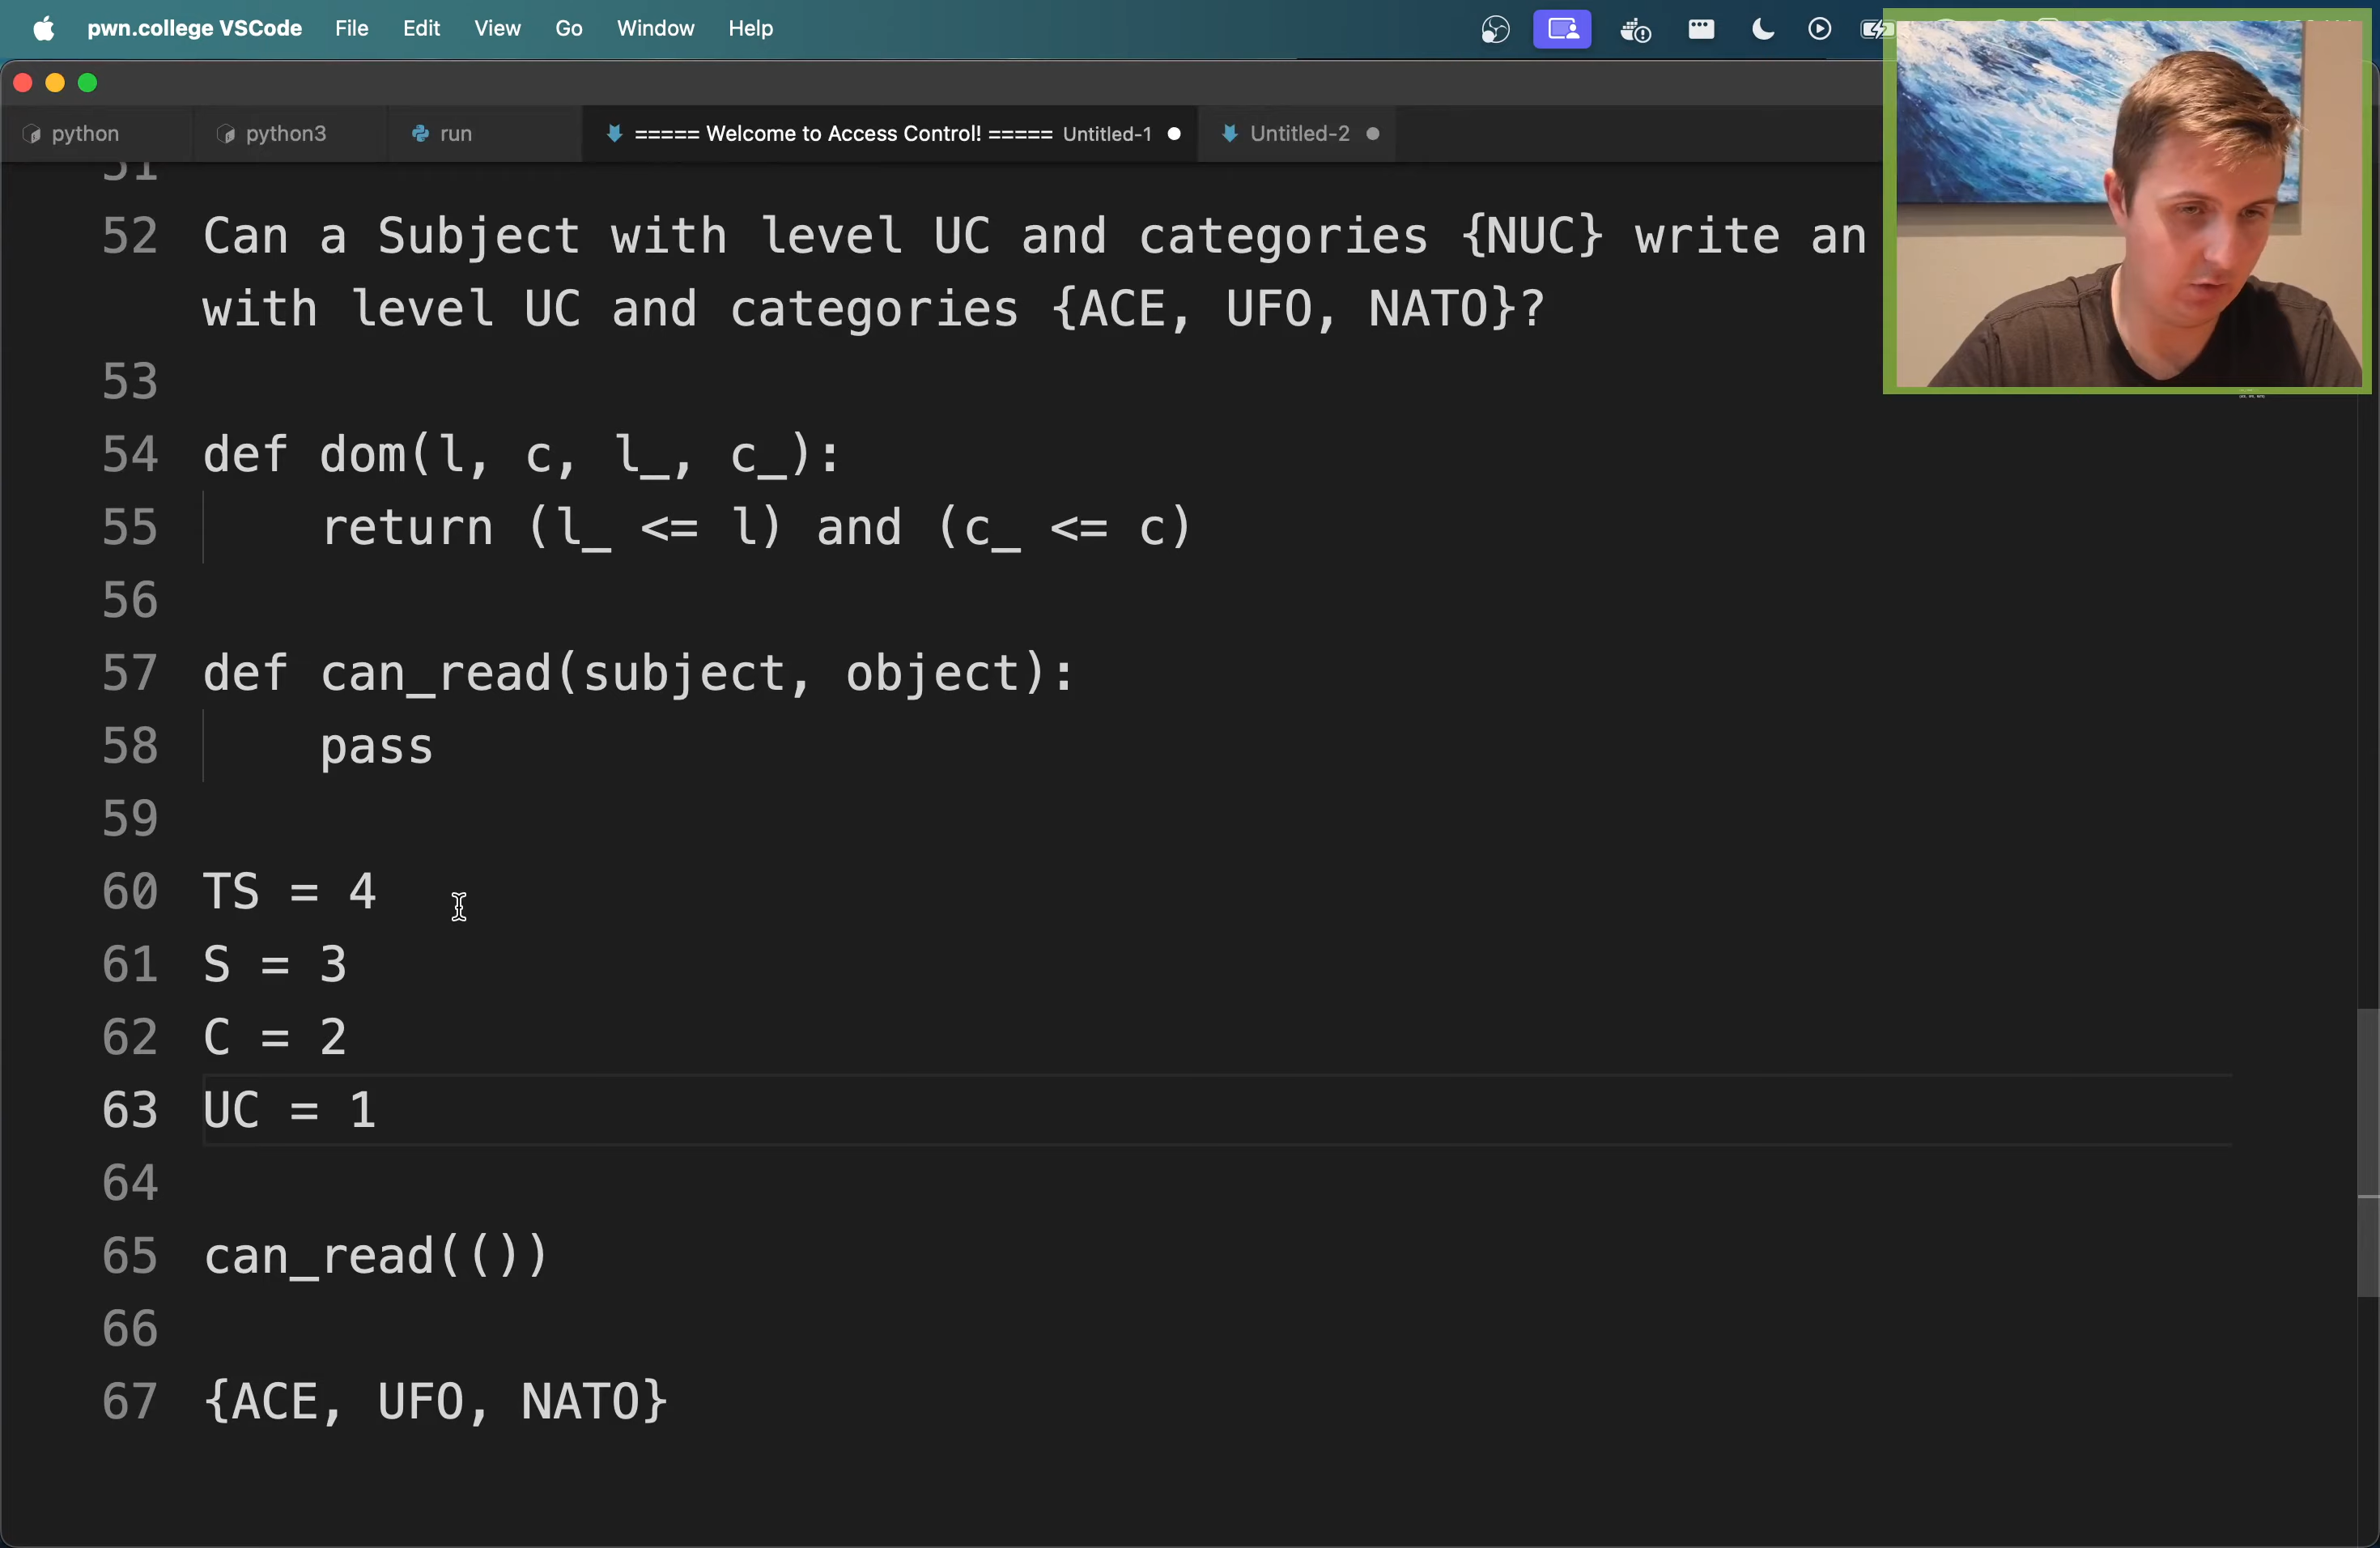 pwn.college VSCode File Edit View Go Window Help
python python3 run ===== Welcome to Access Control! ===== Untitled-1 Untitled-2
51
52 Can a Subject with level UC and categories {NUC} write an
with level UC and categories {ACE, UFO, NATO}?
53
54 def dom(l, c, l_, c_):
55 return (l_ <= l) and (c_ <= c)
56
57 def can_read(subject, object):
58 pass
59
60 TS = 4
61 S = 3
62 C = 2
63 UC = 1
64
65 can_read(())
66
67 {ACE, UFO, NATO}